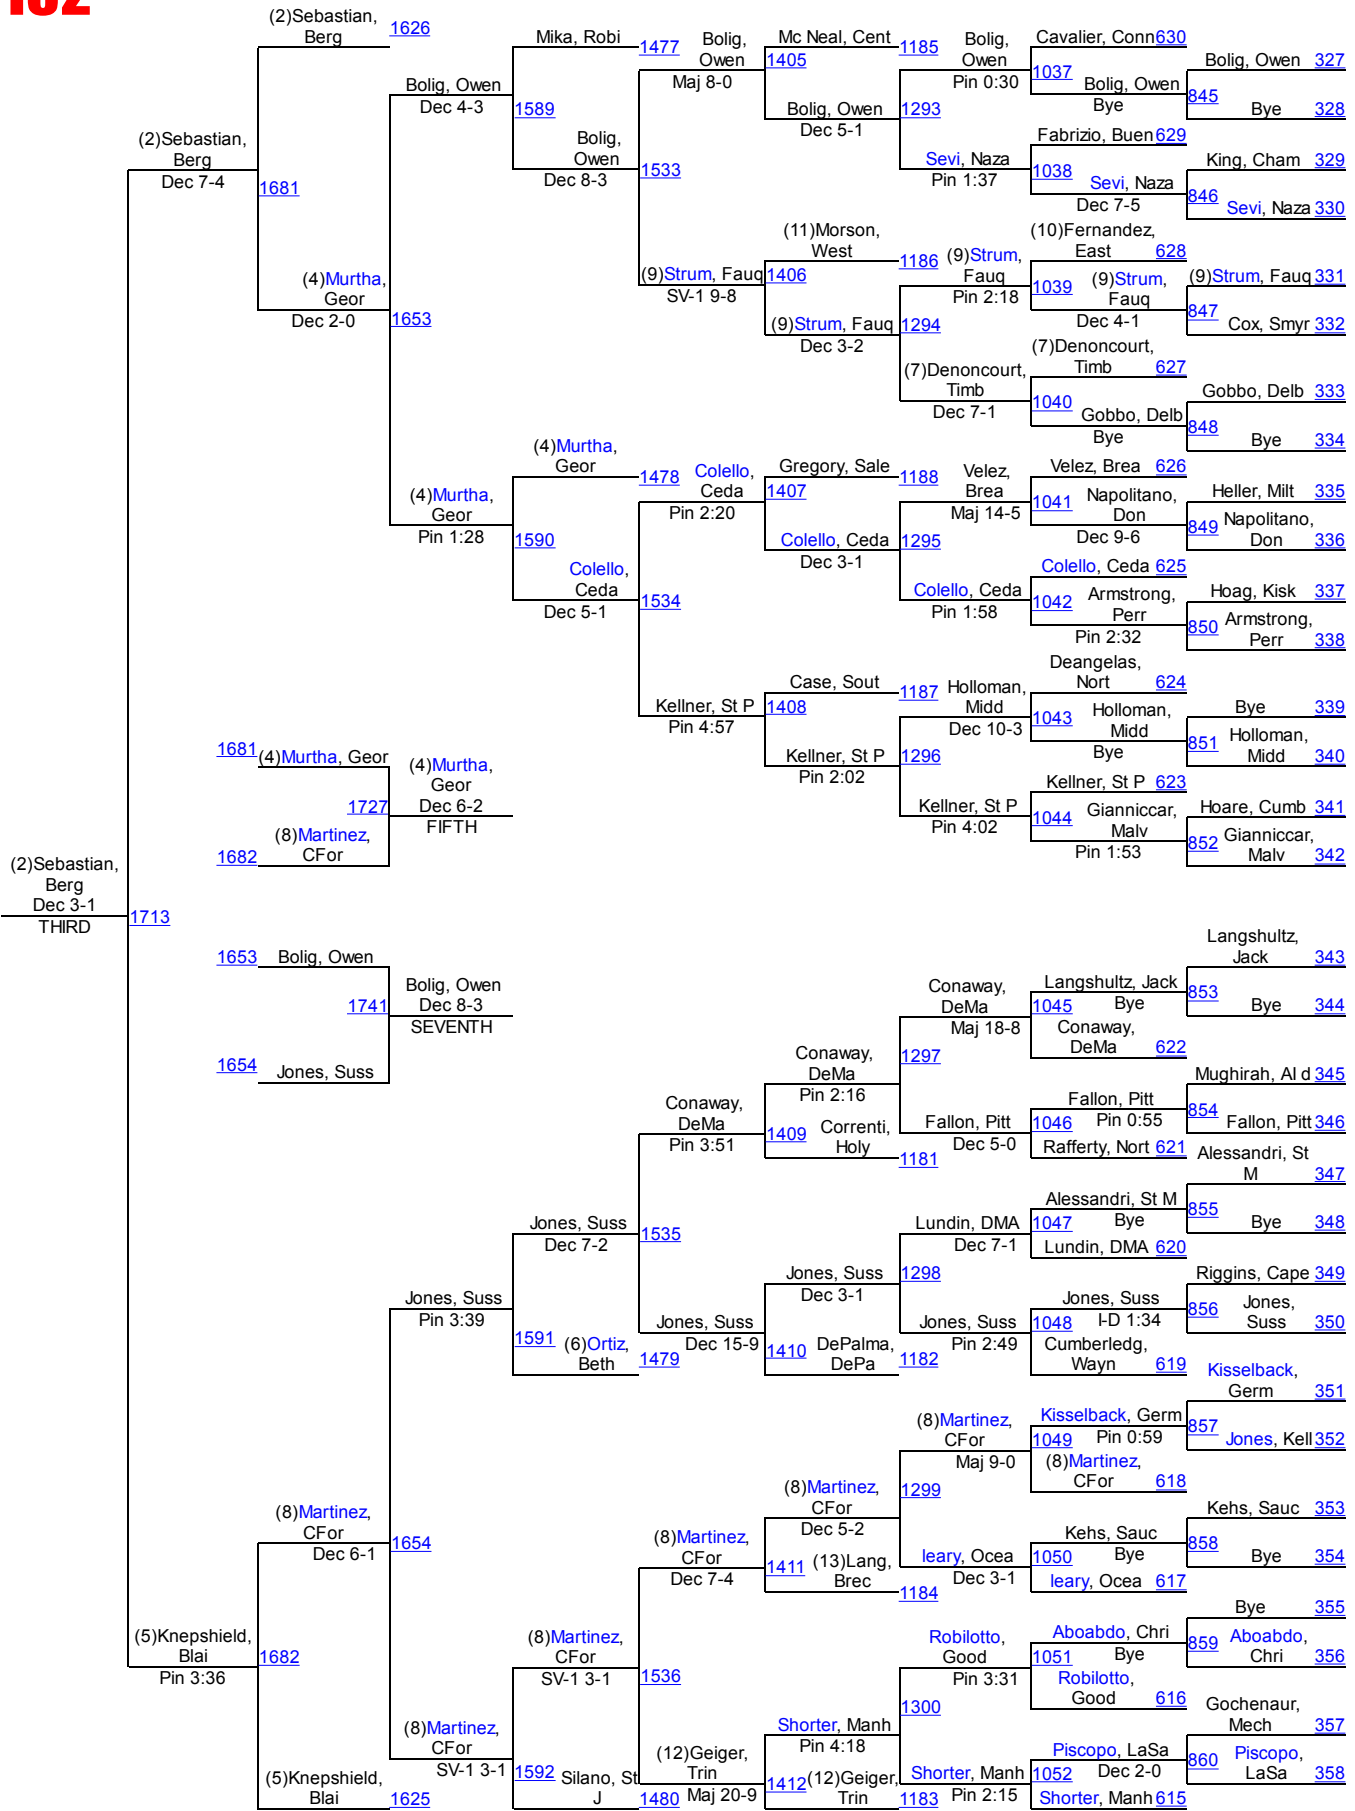 (2)Sebastian,
Berg
Dec 3-1
THIRD
(2)Sebastian,
Berg
Dec 7-4
1713
(5)Knepshield,
Blai
Pin 3:36
(2)Sebastian,
Berg
1626
1681
(4)Murtha,
Geor
Dec 2-0
1681 (4)Murtha, Geor
1727
(8)Martinez,
1682 CFor
(4)Murtha,
Geor
Dec 6-2
FIFTH
1653 Bolig, Owen
1741
1654 Jones, Suss
Bolig, Owen
Dec 8-3
SEVENTH
(8)Martinez,
CFor
Dec 6-1
1682
(5)Knepshield,
Blai
1625
Bolig, Owen
Dec 4-3
1653
(4)Murtha,
Geor
Pin 1:28
Jones, Suss
Pin 3:39
1654
(8)Martinez,
CFor
SV-1 3-1
Mika, Robi 1477
1589
Bolig,
Owen
Dec 8-3
(4)Murtha,
Geor
1478
1590
Colello,
Ceda
Dec 5-1
Jones, Suss
Dec 7-2
1591 (6)Ortiz,
Beth
1479
(8)Martinez,
CFor
SV-1 3-1
1592 Silano, St
J
1480
Bolig,
Owen
Maj 8-0
1533
(9)Strum, Fauq
SV-1 9-8
Colello,
Ceda
Pin 2:20
1534
Kellner, St P
Pin 4:57
Conaway,
DeMa
Pin 3:51
1535
Jones, Suss
Dec 15-9
(8)Martinez,
CFor
Dec 7-4
1536
(12)Geiger,
Trin
Maj 20-9
Mc Neal, Cent 1185
1405
Bolig, Owen
Dec 5-1
(11)Morson,
West
1186
1406
(9)Strum, Fauq
Dec 3-2
Gregory, Sale 1188
1407
Colello, Ceda
Dec 3-1
Case, Sout 1187
1408
Kellner, St P
Pin 2:02
Conaway,
DeMa
Pin 2:16
1409 Correnti,
Holy
1181
Jones, Suss
Dec 3-1
1410 DePalma,
DePa
1182
(8)Martinez,
CFor
Dec 5-2
1411 (13)Lang,
Brec
1184
Shorter, Manh
Pin 4:18
1412 (12)Geiger,
Trin
1183
Bolig,
Owen
Pin 0:30
1293
Sevi, Naza
Pin 1:37
(9)Strum,
Fauq
Pin 2:18
1294
(7)Denoncourt,
Timb
Dec 7-1
Velez,
Brea
Maj 14-5
1295
Colello, Ceda
Pin 1:58
Holloman,
Midd
Dec 10-3
1296
Kellner, St P
Pin 4:02
Conaway,
DeMa
Maj 18-8
1297
Fallon, Pitt
Dec 5-0
Lundin, DMA
Dec 7-1
1298
Jones, Suss
Pin 2:49
(8)Martinez,
CFor
Maj 9-0
1299
leary, Ocea
Dec 3-1
Robilotto,
Good
Pin 3:31
1300
Shorter, Manh
Pin 2:15
Cavalier, Conn 630
1037
Bolig, Owen
Bye
Fabrizio, Buen 629
1038
Sevi, Naza
Dec 7-5
(10)Fernandez,
East
628
1039 (9)Strum,
Fauq
Dec 4-1
(7)Denoncourt,
Timb 627
1040
Gobbo, Delb
Bye
Velez, Brea 626
1041 Napolitano,
Don
Dec 9-6
Colello, Ceda 625
1042 Armstrong,
Perr
Pin 2:32
Deangelas,
Nort 624
1043 Holloman,
Midd
Bye
Kellner, St P 623
1044 Gianniccar,
Malv
Pin 1:53
Langshultz, Jack
1045 Bye
Conaway,
DeMa 622
Fallon, Pitt
1046 Pin 0:55
Rafferty, Nort 621
Alessandri, St M
1047 Bye
Lundin, DMA 620
Jones, Suss
1048 I-D 1:34
Cumberledg,
Wayn 619
Kisselback, Germ
1049 Pin 0:59
(8)Martinez,
CFor 618
Kehs, Sauc
1050 Bye
leary, Ocea 617
Aboabdo, Chri
1051 Bye
Robilotto,
Good 616
Piscopo, LaSa
1052 Dec 2-0
Shorter, Manh 615
Bolig, Owen 327
845
Bye 328
King, Cham 329
846
Sevi, Naza 330
(9)Strum, Fauq 331
847
Cox, Smyr 332
Gobbo, Delb 333
848
Bye 334
Heller, Milt 335
849 Napolitano,
Don 336
Hoag, Kisk 337
850 Armstrong,
Perr 338
Bye 339
851 Holloman,
Midd 340
Hoare, Cumb 341
852 Gianniccar,
Malv 342
Langshultz,
Jack 343
853
Bye 344
Mughirah, Al d 345
854
Fallon, Pitt 346
Alessandri, St
M 347
855
Bye 348
Riggins, Cape 349
856 Jones,
Suss 350
Kisselback,
Germ 351
857
Jones, Kell 352
Kehs, Sauc 353
858
Bye 354
Bye 355
859 Aboabdo,
Chri 356
Gochenaur,
Mech 357
860 Piscopo,
LaSa 358